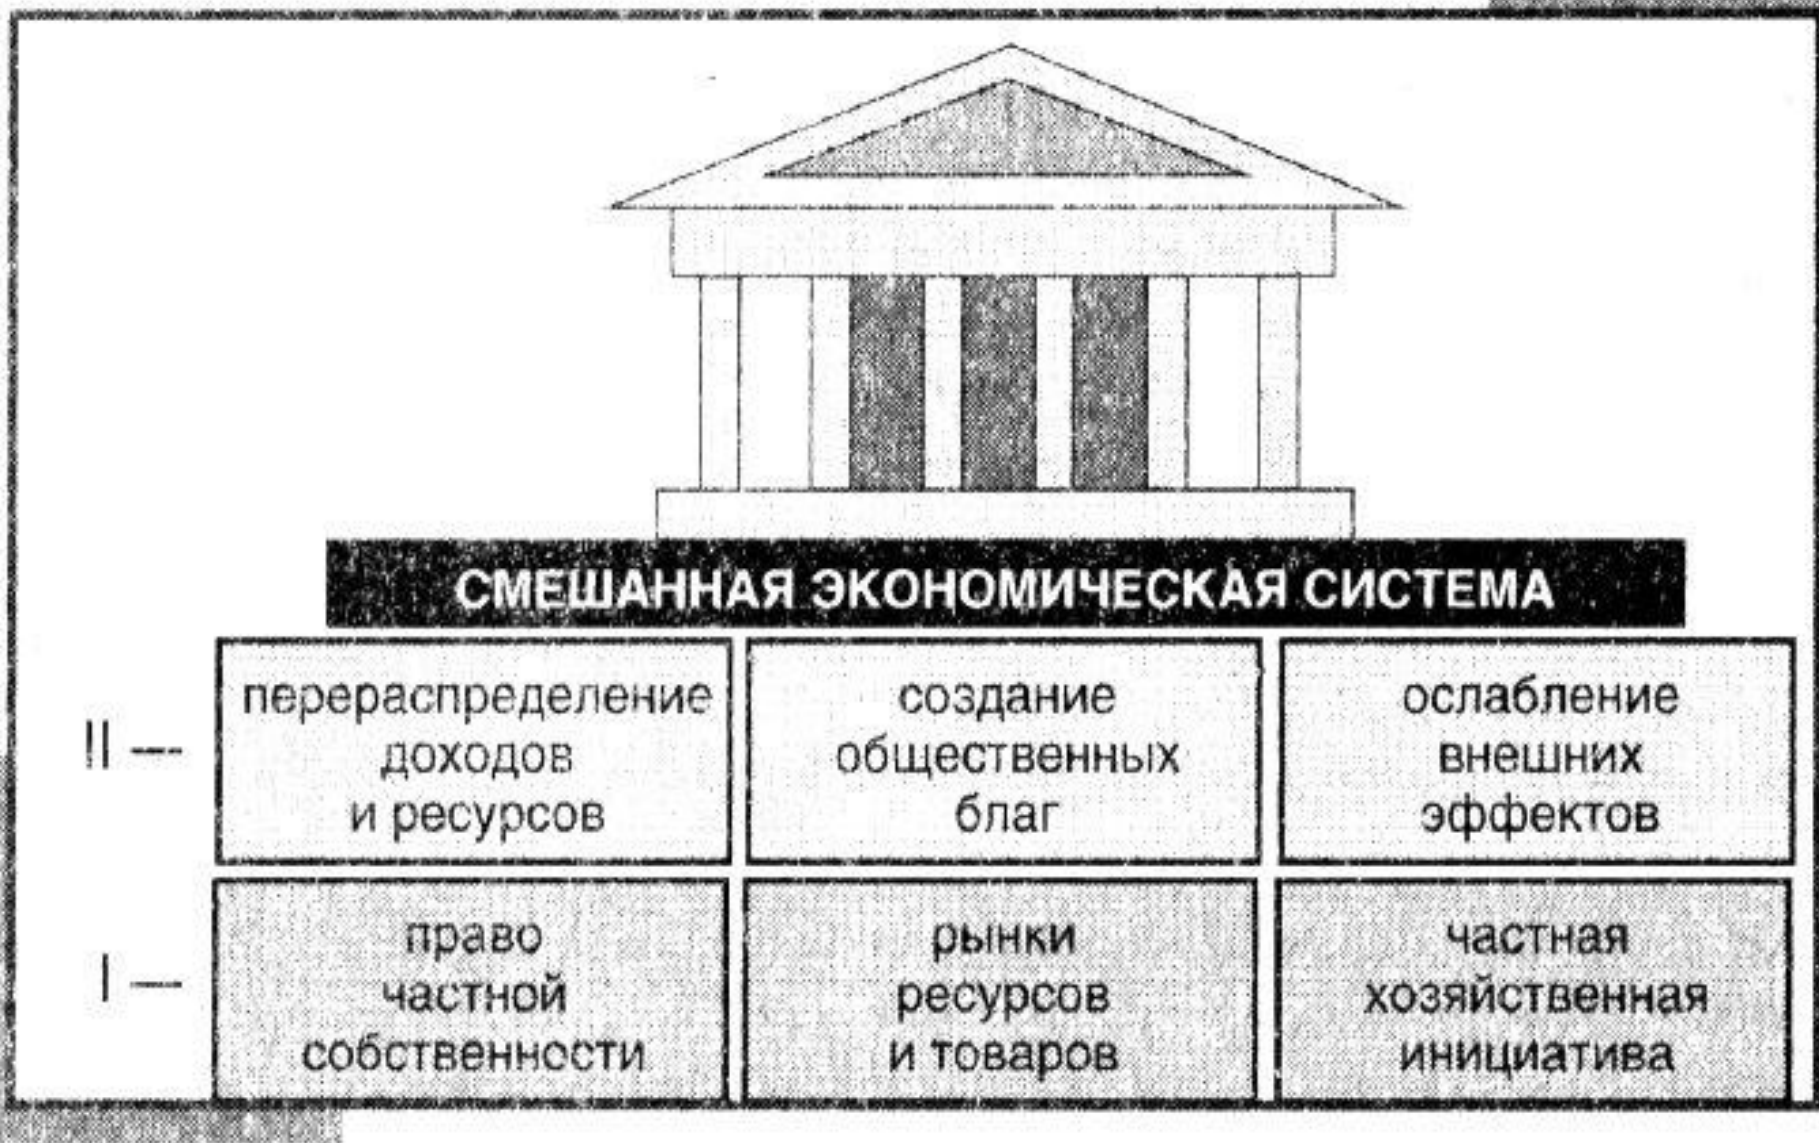 СМЕШАННАЯ ЭКОНОМИЧЕСКАЯ СИСТЕМА
II —
перераспределение
доходов
и ресурсов
создание
общественных
благ
ослабление
внешних
эффектов
I —
право
частной
собственности
рынки
ресурсов
и товаров
частная
хозяйственная
инициатива